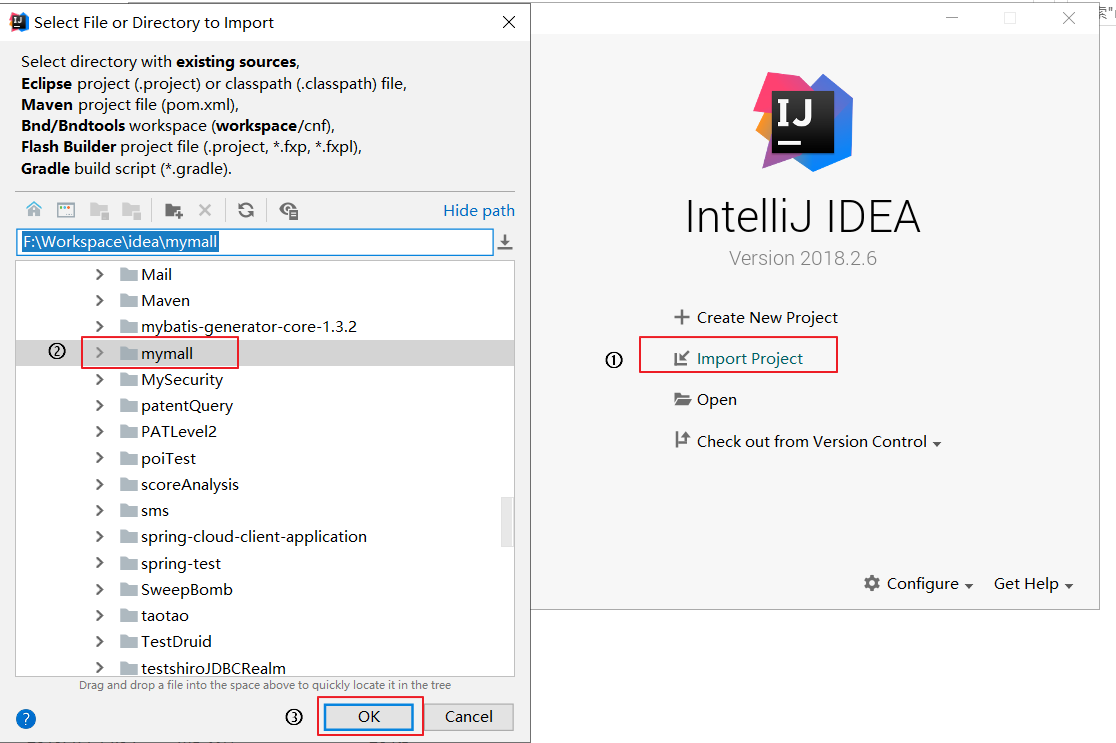 Select File or Directory to Import
Select directory with existing sources,
Eclipse project (.project) or classpath (.classpath) file,
Maven project file (pom.xml),
Bnd/Bndtools workspace (workspace/cnf),
Flash Builder project file (.project, *.fxp, *.fxpl),
Gradle build script (*.gradle).
Hide path
F:\Workspace\idea\mymall
Mail
Maven
mybatis-generator-core-1.3.2
② mymall
MySecurity
patentQuery
PATLevel2
poiTest
scoreAnalysis
sms
spring-cloud-client-application
spring-test
SweepBomb
taotao
TestDruid
testshiroJDBCRealm
Drag and drop a file into the space above to quickly locate it in the tree
?
③ OK Cancel
IJ
IntelliJ IDEA
Version 2018.2.6
Create New Project
① Import Project
Open
Check out from Version Control
Configure Get Help